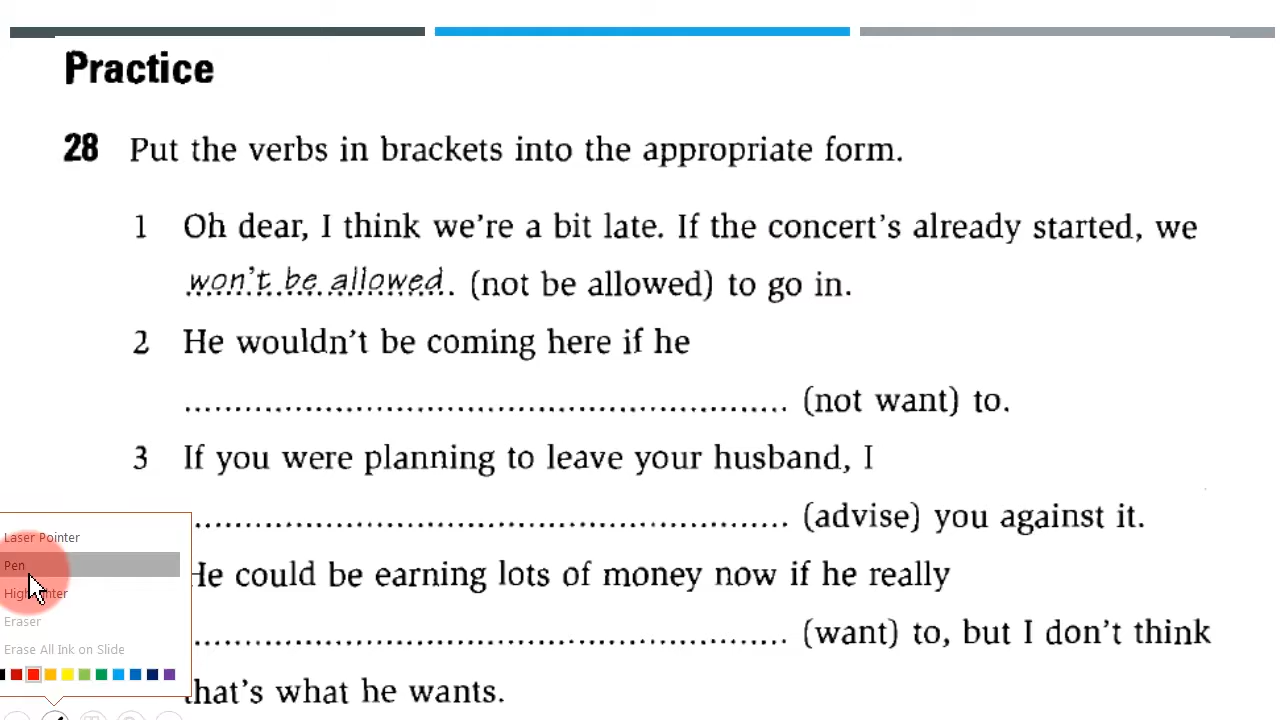 Practice
28 Put the verbs in brackets into the appropriate form.
1 Oh dear, I think we're a bit late. If the concert's already started, we
won't be allowed. (not be allowed) to go in.
2 He wouldn't be coming here if he
............................................................ (not want) to.
3 If you were planning to leave your husband, I
............................................................ (advise) you against it.
He could be earning lots of money now if he really
............................................................ (want) to, but I don't think
that's what he wants.
Laser Pointer
Pen
Highlighter
Eraser
Erase All Ink on Slide